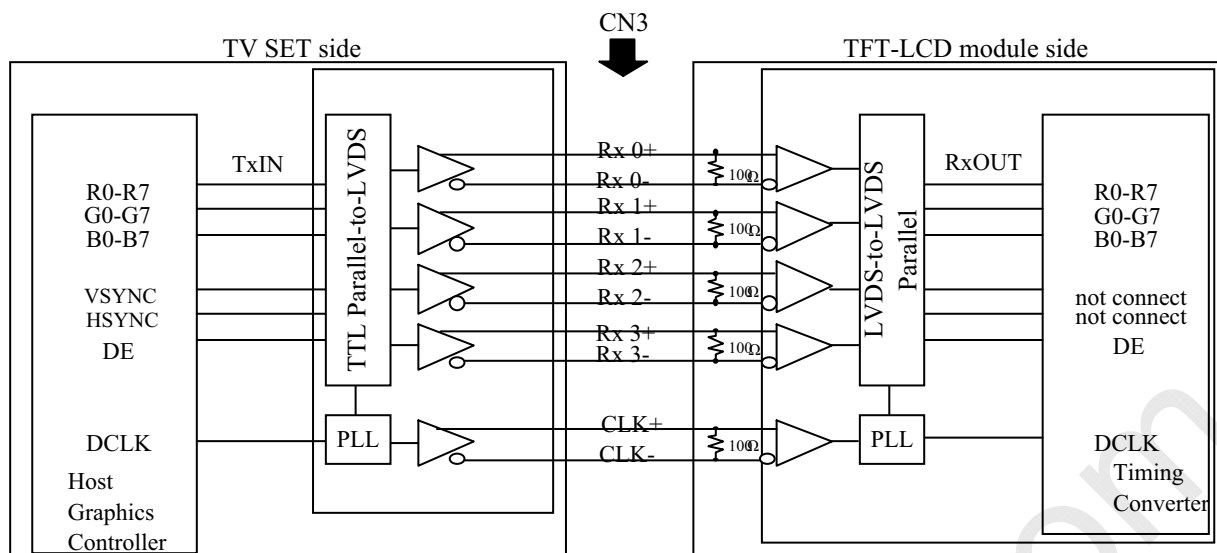 CN3
TV SET side
TFT-LCD module side
TxIN
R0-R7
G0-G7
B0-B7
VSYNC
HSYNC
DE
DCLK
Host
Graphics
Controller
TTL Parallel-to-LVDS
PLL
Rx 0+
Rx 0-
Rx 1+
Rx 1-
Rx 2+
Rx 2-
Rx 3+
Rx 3-
CLK+
CLK-
100Ω
100Ω
100Ω
100Ω
100Ω
LVDS-to-LVDS
Parallel
PLL
RxOUT
R0-R7
G0-G7
B0-B7
not connect
not connect
DE
DCLK
Timing
Converter